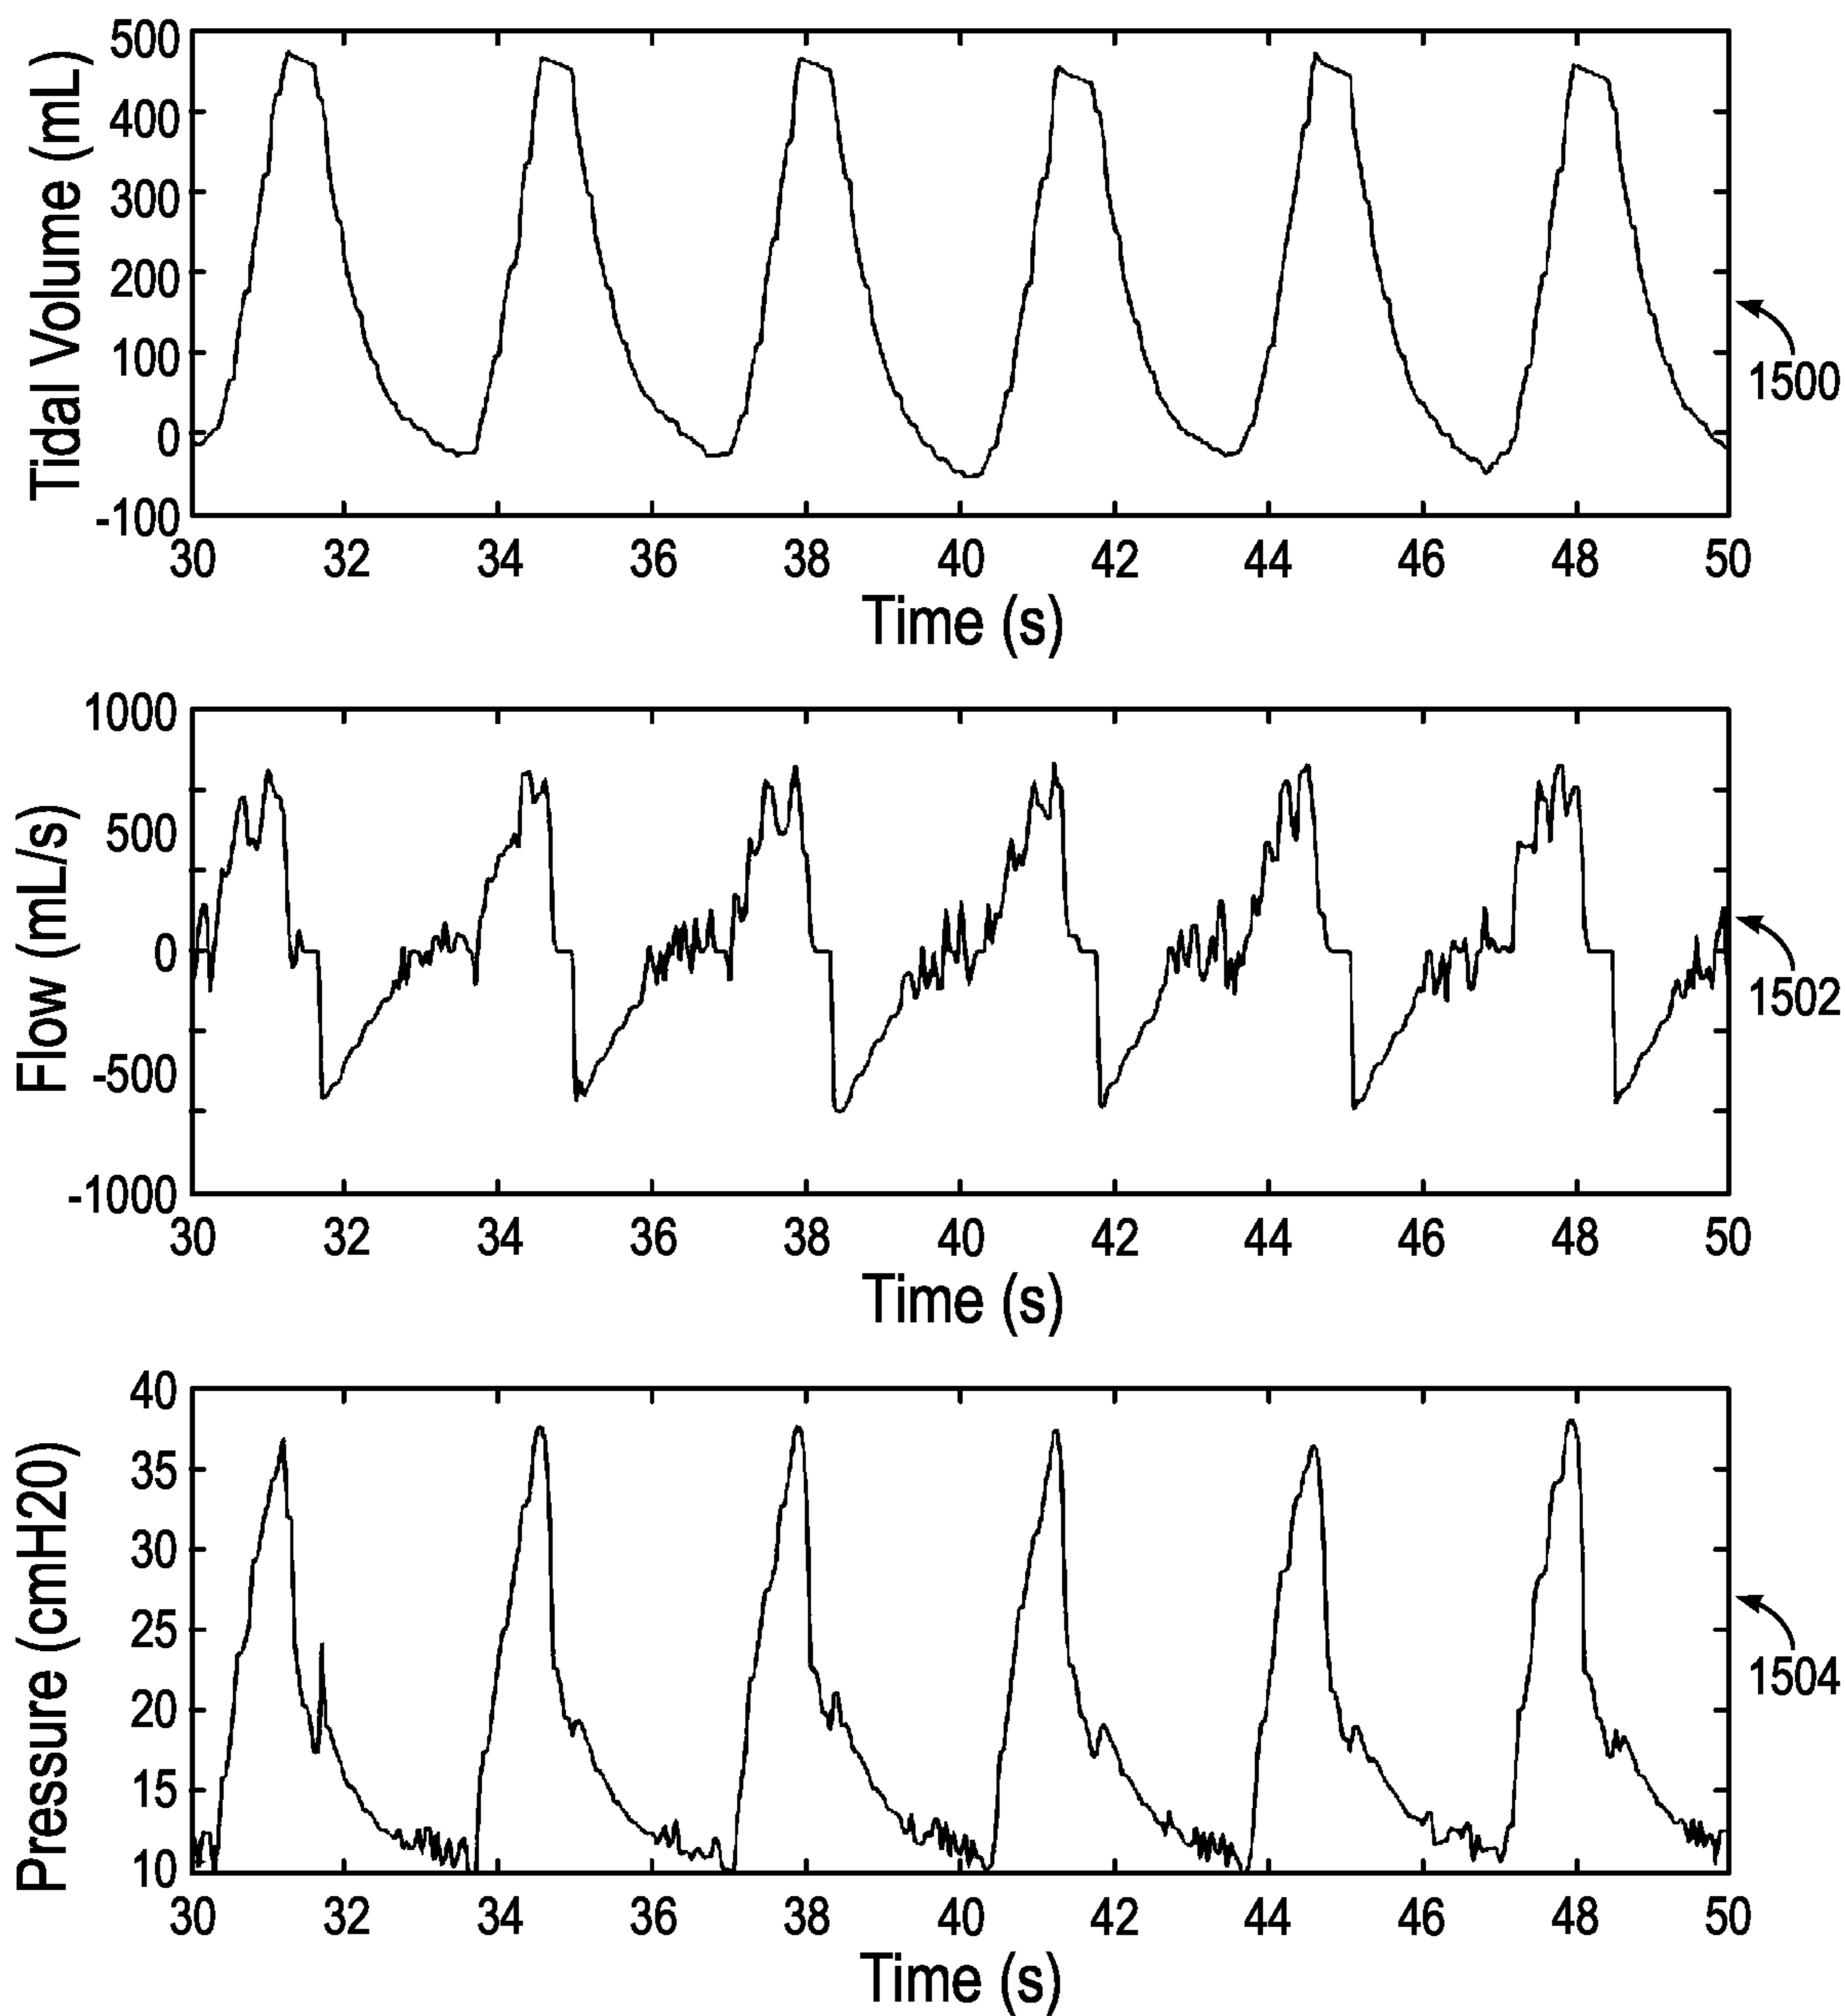 Tidal Volume (mL)
500
400
300
200
100
0
-100
30 32 34 36 38 40 42 44 46 48 50
Time (s)
1500
Flow (mL/s)
1000
500
0
-500
-1000
30 32 34 36 38 40 42 44 46 48 50
Time (s)
1502
Pressure (cmH20)
40
35
30
25
20
15
10
30 32 34 36 38 40 42 44 46 48 50
Time (s)
1504